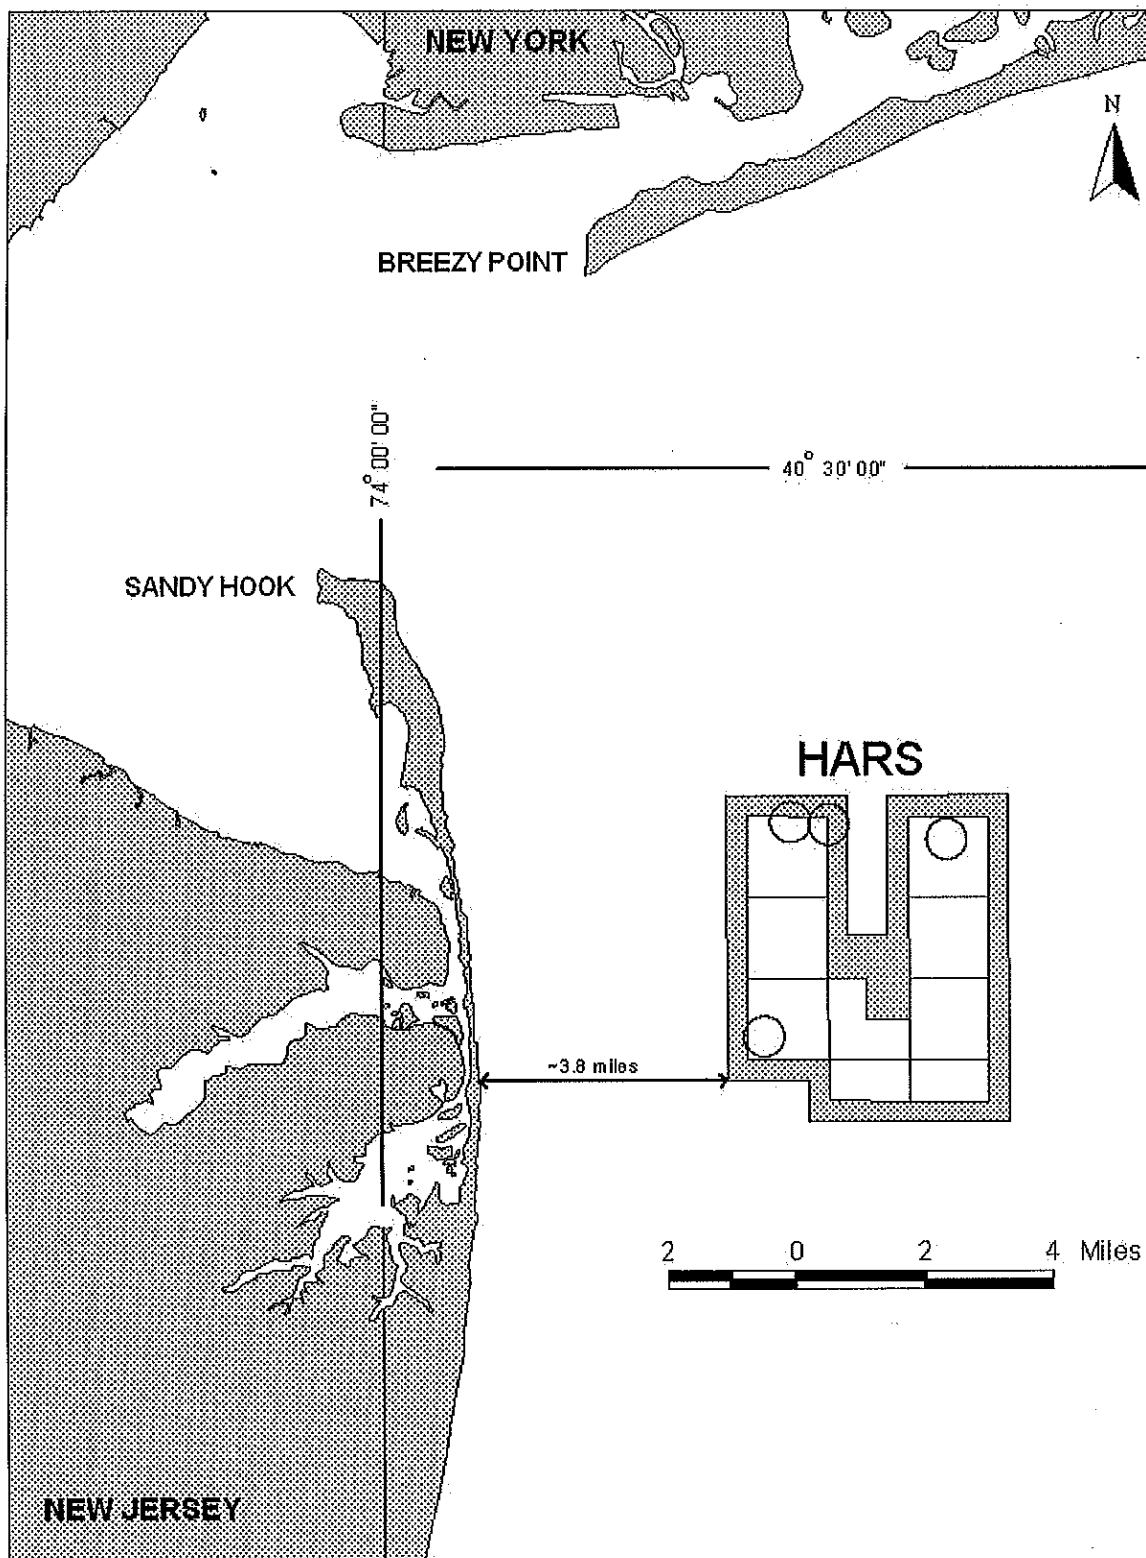 NEW YORK
N
BREEZY POINT
74° 00' 00"
40° 30' 00"
SANDY HOOK
HARS
~3.8 miles
2 0 2 4 Miles
NEW JERSEY